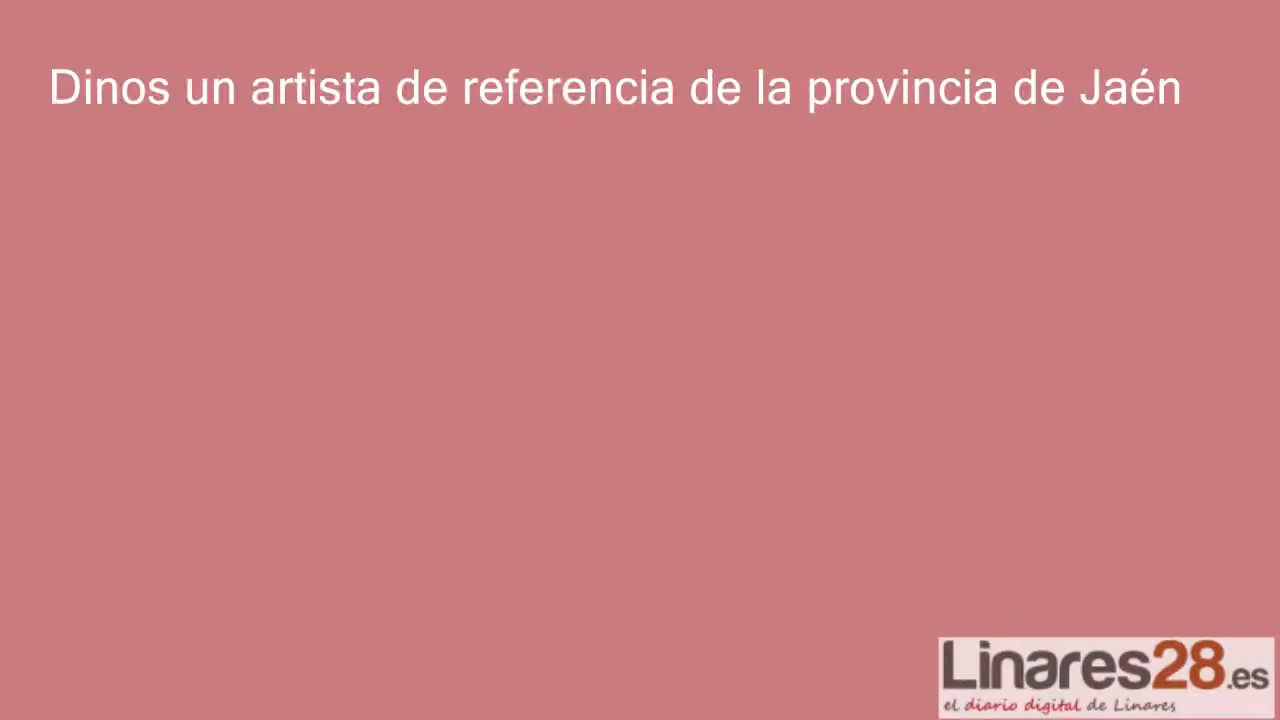 Dinos un artista de referencia de la provincia de Jaén
Linares28.es
el diario digital de Linares